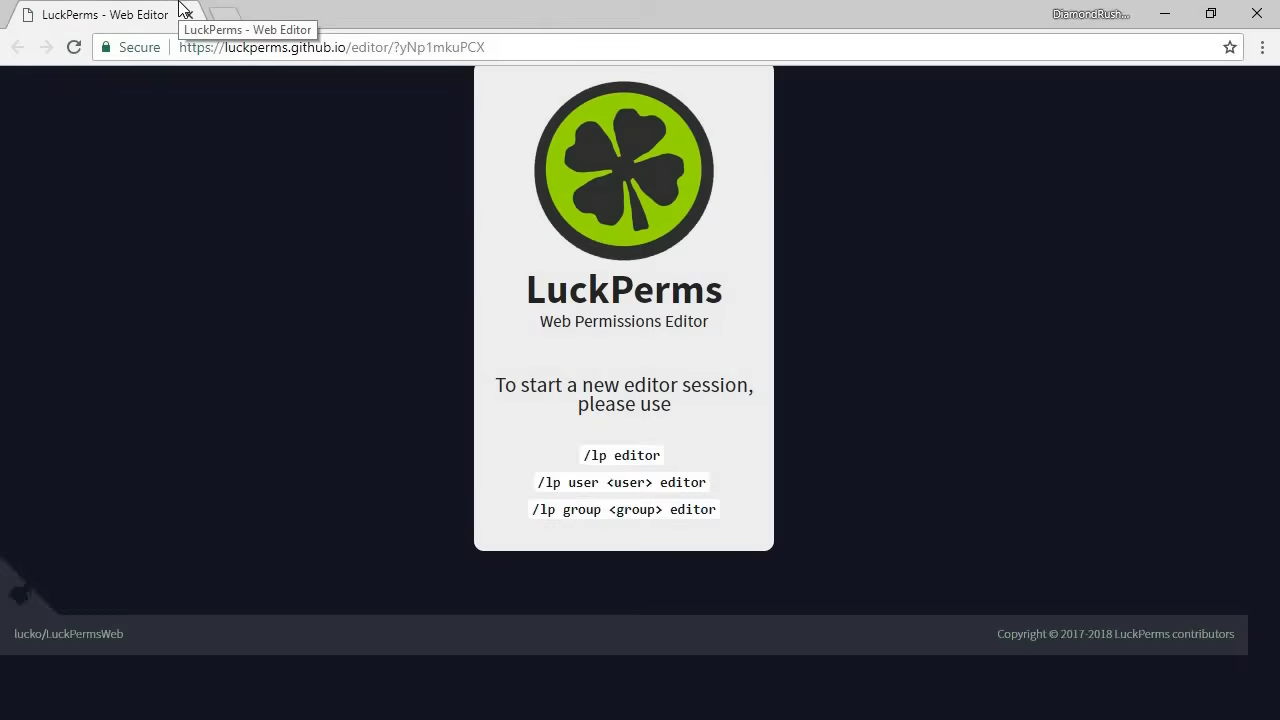 LuckPerms - Web Editor
DiamondRush...
LuckPerms - Web Editor
Secure
https://luckperms.github.io/editor/?yNp1mkuPCX
LuckPerms
Web Permissions Editor
To start a new editor session,
please use
/lp editor
/lp user <user> editor
/lp group <group> editor
lucko/LuckPermsWeb
Copyright © 2017-2018 LuckPerms contributors